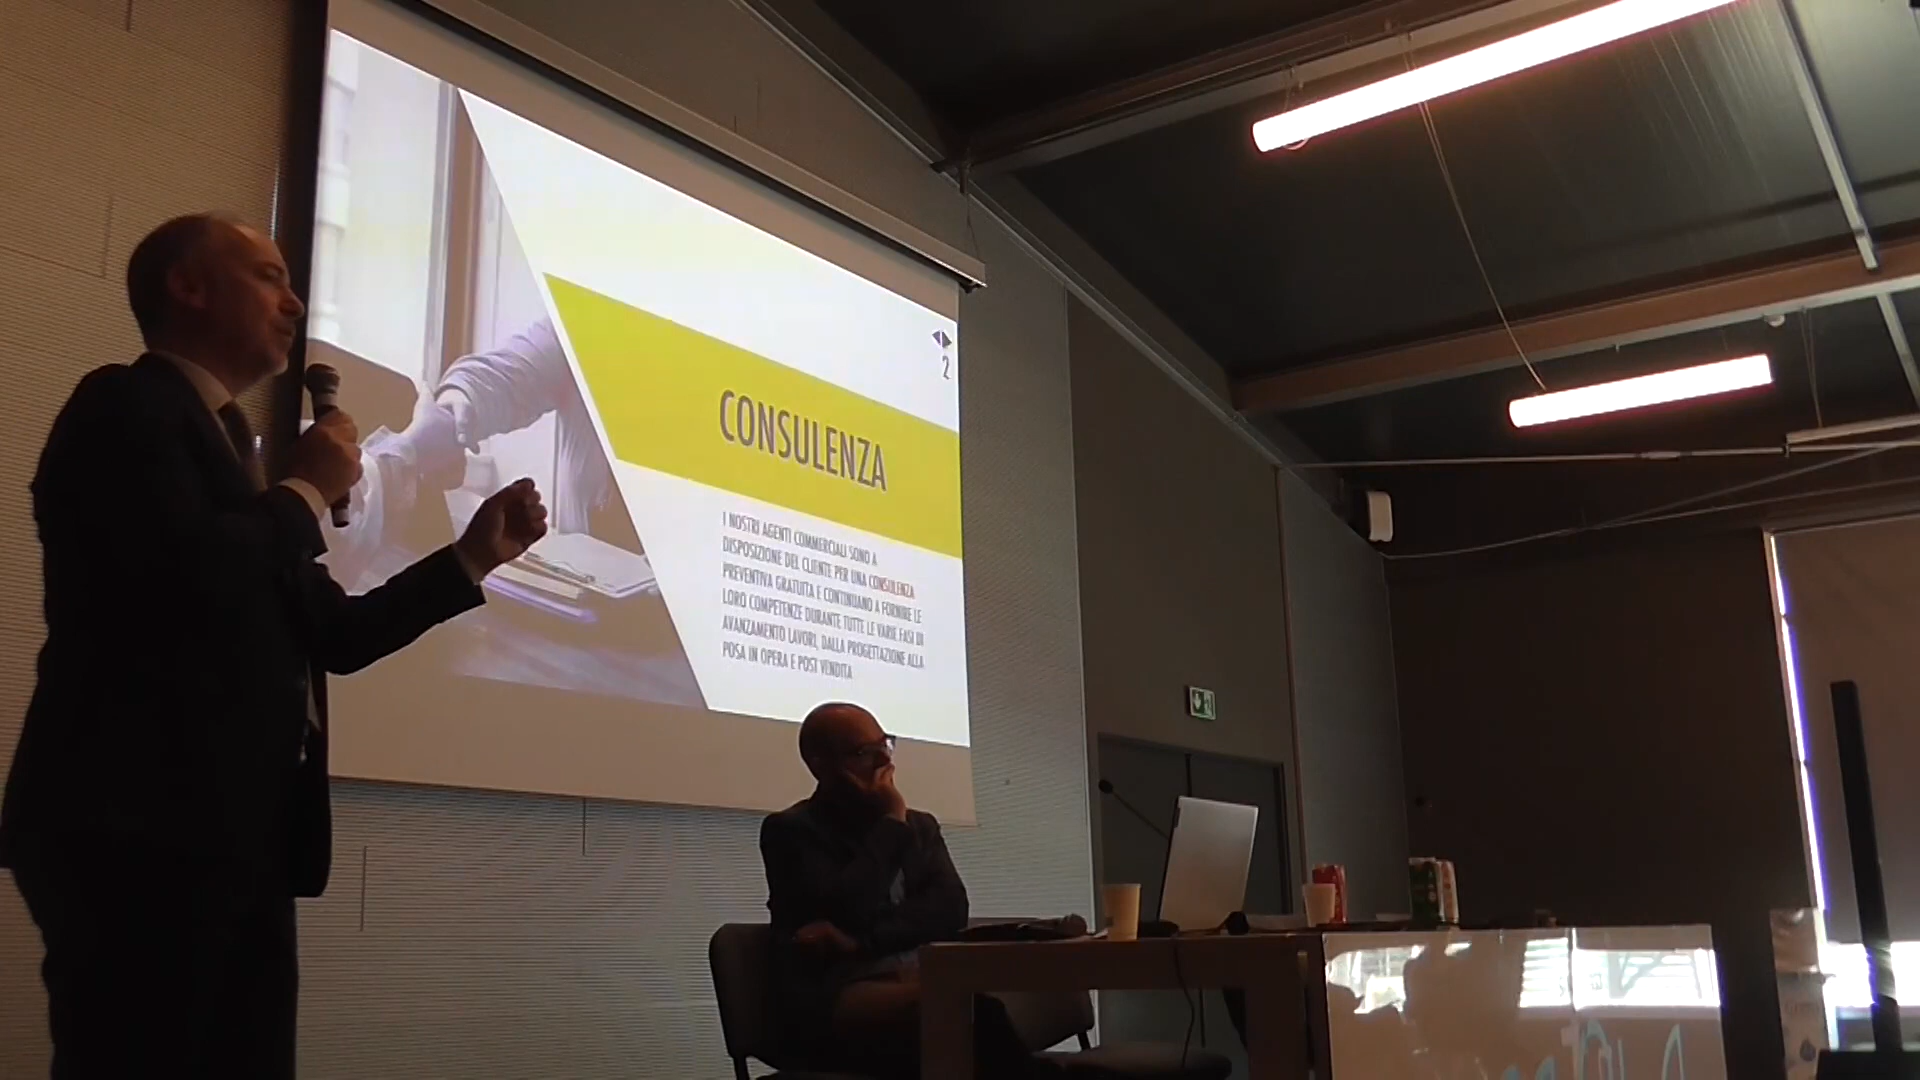 2
CONSULENZA
I NOSTRI AGENTI COMMERCIALI SONO A
DISPOSIZIONE DEL CLIENTE PER UNA CONSULENZA
PREVENTIVA GRATUITA E CONTINUANO A FORNIRE LE
LORO COMPETENZE DURANTE TUTTE LE VARIE FASI DI
AVANZAMENTO LAVORI, DALLA PROGETTAZIONE ALLA
POSA IN OPERA E POST VENDITA